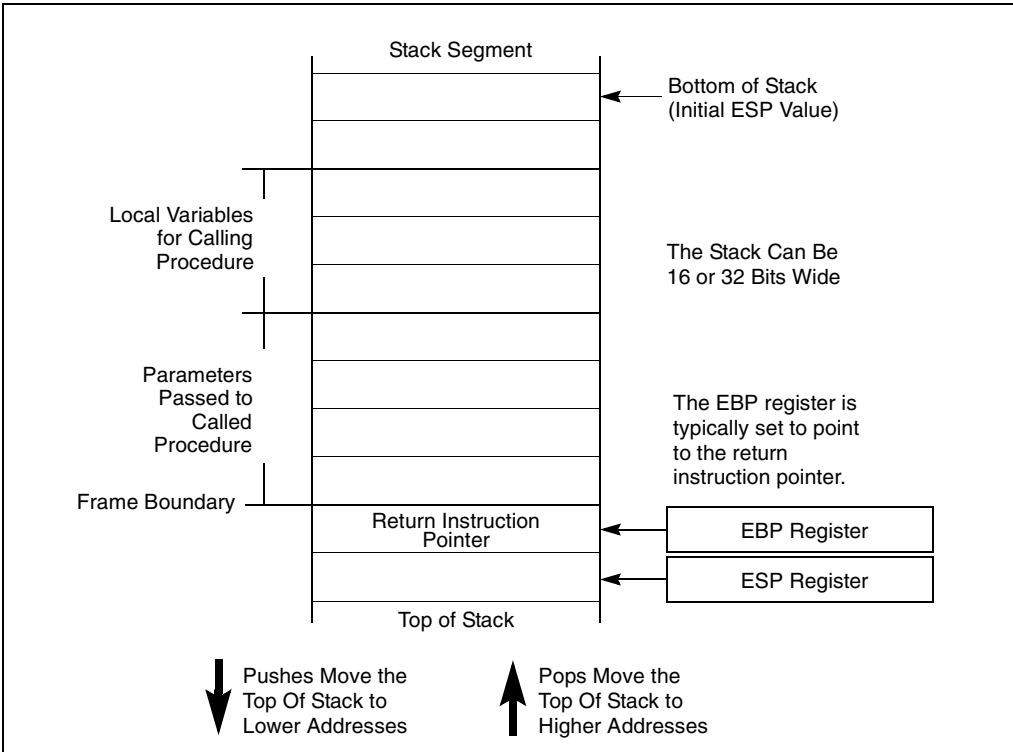 Stack Segment
Bottom of Stack
(Initial ESP Value)
Local Variables
for Calling
Procedure
The Stack Can Be
16 or 32 Bits Wide
Parameters
Passed to
Called
Procedure
The EBP register is
typically set to point
to the return
instruction pointer.
Frame Boundary
Return Instruction
Pointer
EBP Register
ESP Register
Top of Stack
Pushes Move the
Top Of Stack to
Lower Addresses
Pops Move the
Top Of Stack to
Higher Addresses